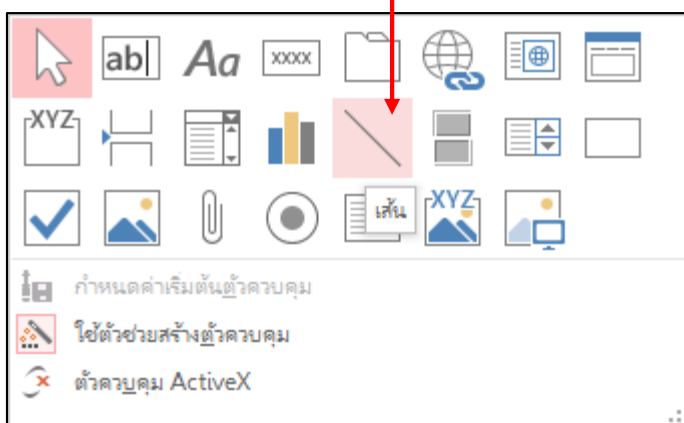 ab
Aa
XXXX
XYZ
เส้น
XYZ
กำหนดค่าเริ่มต้นตัวควบคุม
ใช้ตัวช่วยสร้างตัวควบคุม
ตัวควบคุม ActiveX